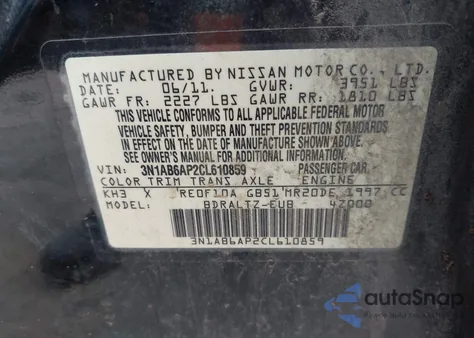 MANUFACTURED BY NISSAN MOTOR CO., LTD.
DATE: 06/11. GVWR: 3951 LBS
GAWR FR: 2227 LBS GAWR RR: 1810 LBS
THIS VEHICLE CONFORMS TO ALL APPLICABLE FEDERAL MOTOR
VEHICLE SAFETY, BUMPER AND THEFT PREVENTION STANDARDS
IN EFFECT ON THE DATE OF MANUFACTURE SHOWN ABOVE.
SEE OWNER'S MANUAL FOR ADDITIONAL INFORMATION.
VIN: 3N1AB6AP2CL610859 PASSENGER CAR
COLOR TRIM TRANS AXLE ENGINE
KH3 X RE0F10A GB51 MR20DE 1997 CC
MODEL: BDRALTZ-EUB 4Z000
3N1AB6AP2CL610859
autoSnap